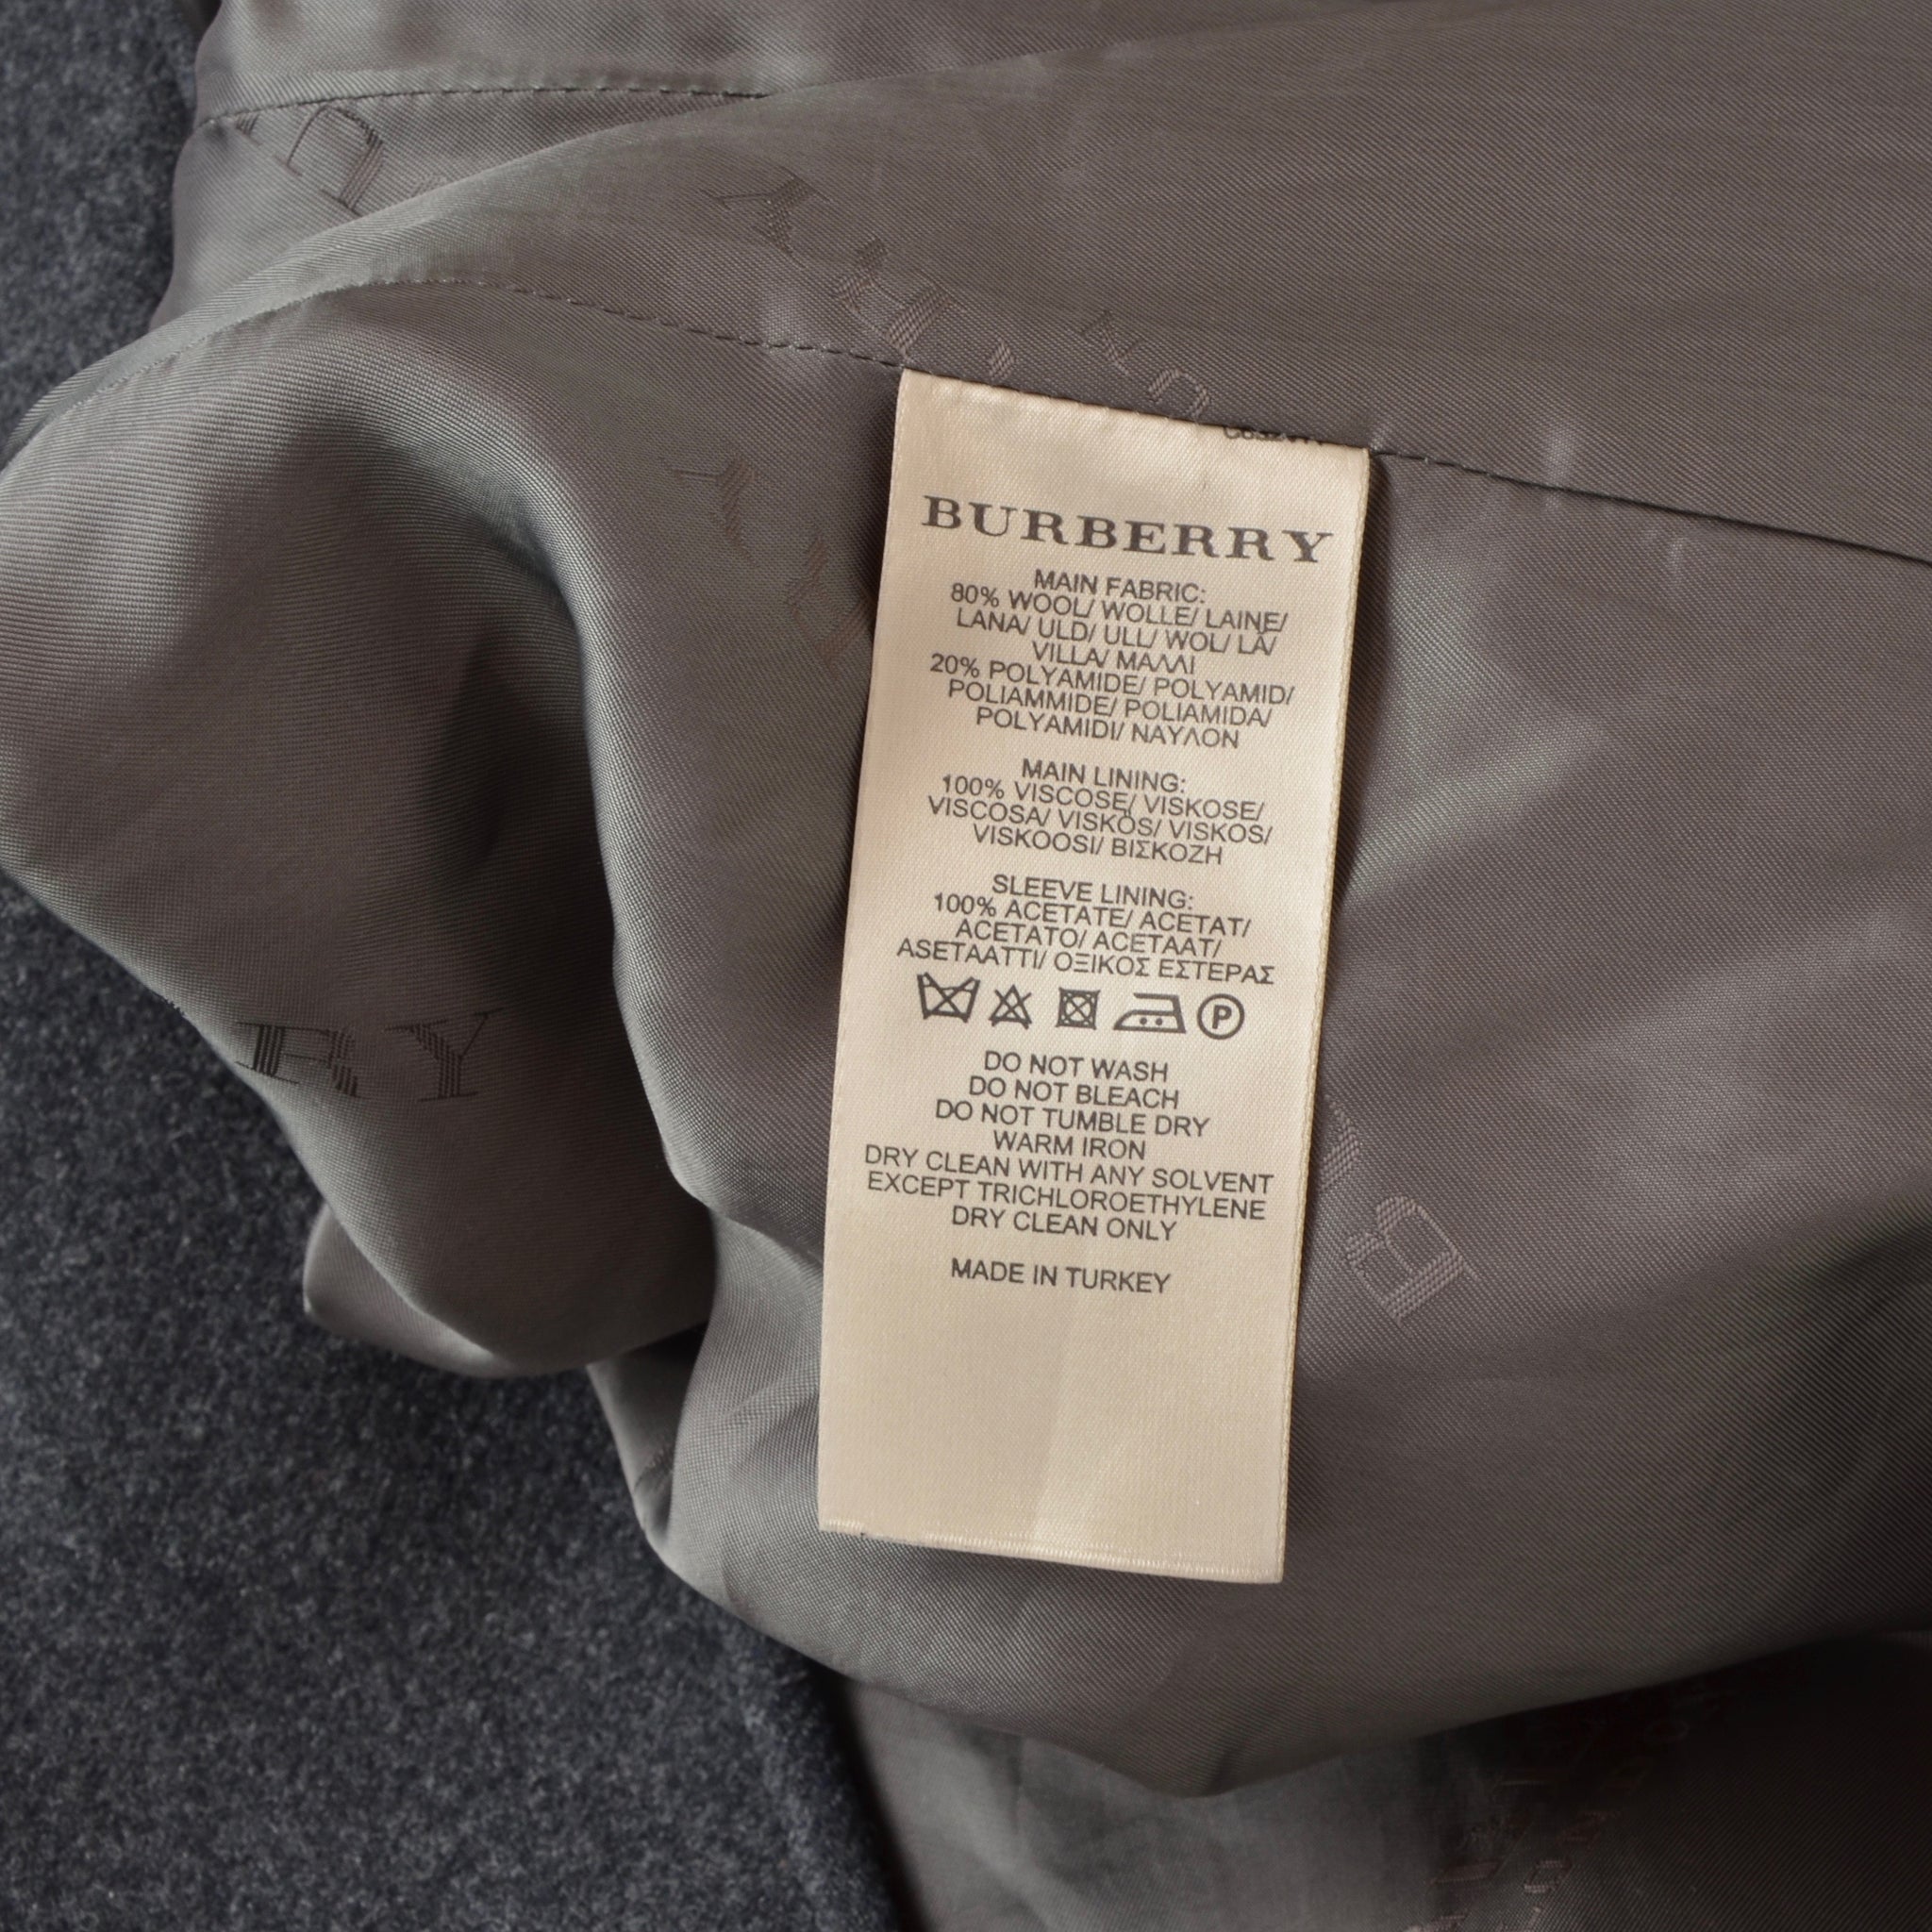 BURBERRY
MAIN FABRIC:
80% WOOL/ WOLLE/ LAINE/
LANA/ ULD/ ULL/ WOL/ LÃ/
VILLA/ ΜΑΛΛΙ
20% POLYAMIDE/ POLYAMID/
POLIAMMIDE/ POLIAMIDA/
POLYAMIDI/ ΝΑΥΛΟΝ
MAIN LINING:
100% VISCOSE/ VISKOSE/
VISCOSA/ VISKÓS/ VISKOS/
VISKOOSI/ ΒΙΣΚΟΖΗ
SLEEVE LINING:
100% ACETATE/ ACETAT/
ACETATO/ ACETAAT/
ASETAATTI/ ΟΞΙΚΟΣ ΕΣΤΕΡΑΣ
P
DO NOT WASH
DO NOT BLEACH
DO NOT TUMBLE DRY
WARM IRON
DRY CLEAN WITH ANY SOLVENT
EXCEPT TRICHLOROETHYLENE
DRY CLEAN ONLY
MADE IN TURKEY